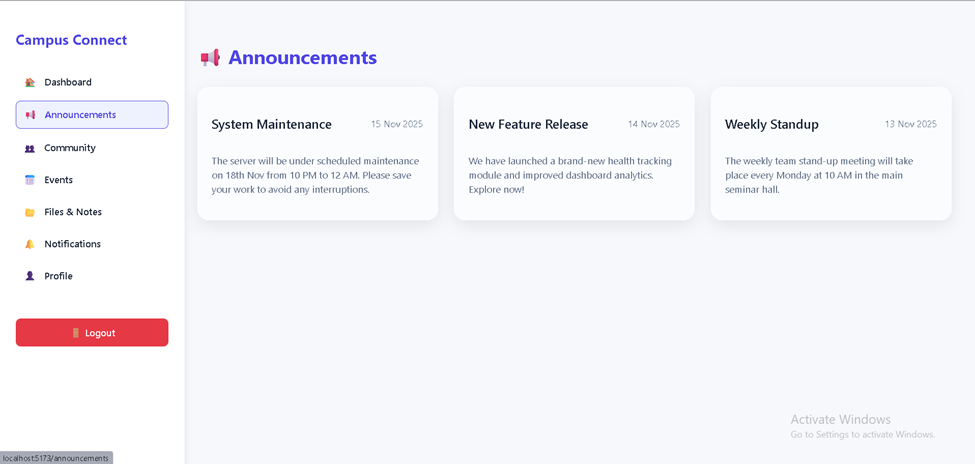 Campus Connect
Dashboard
Announcements
Community
Events
Files & Notes
Notifications
Profile
Logout
Announcements
System Maintenance
15 Nov 2025
The server will be under scheduled maintenance
on 18th Nov from 10 PM to 12 AM. Please save
your work to avoid any interruptions.
New Feature Release
14 Nov 2025
We have launched a brand-new health tracking
module and improved dashboard analytics.
Explore now!
Weekly Standup
13 Nov 2025
The weekly team stand-up meeting will take
place every Monday at 10 AM in the main
seminar hall.
Activate Windows
Go to Settings to activate Windows.
localhost:5173/announcements